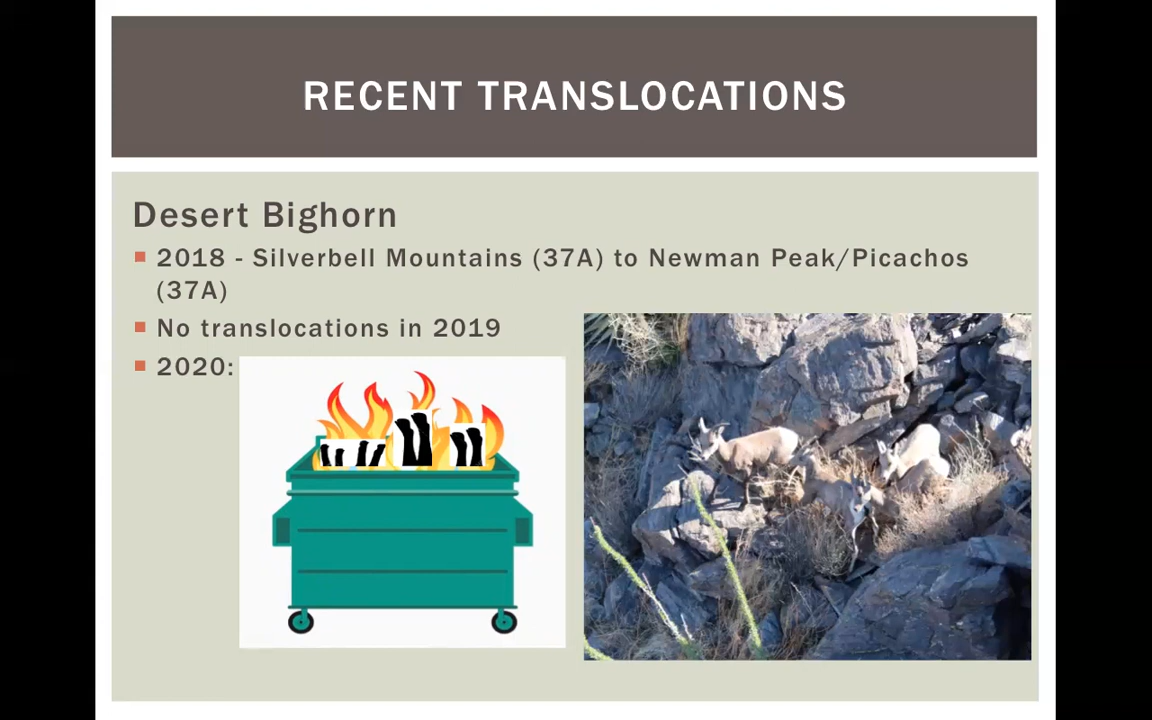 RECENT TRANSLOCATIONS
Desert Bighorn
2018 - Silverbell Mountains (37A) to Newman Peak/Picachos
(37A)
No translocations in 2019
2020: